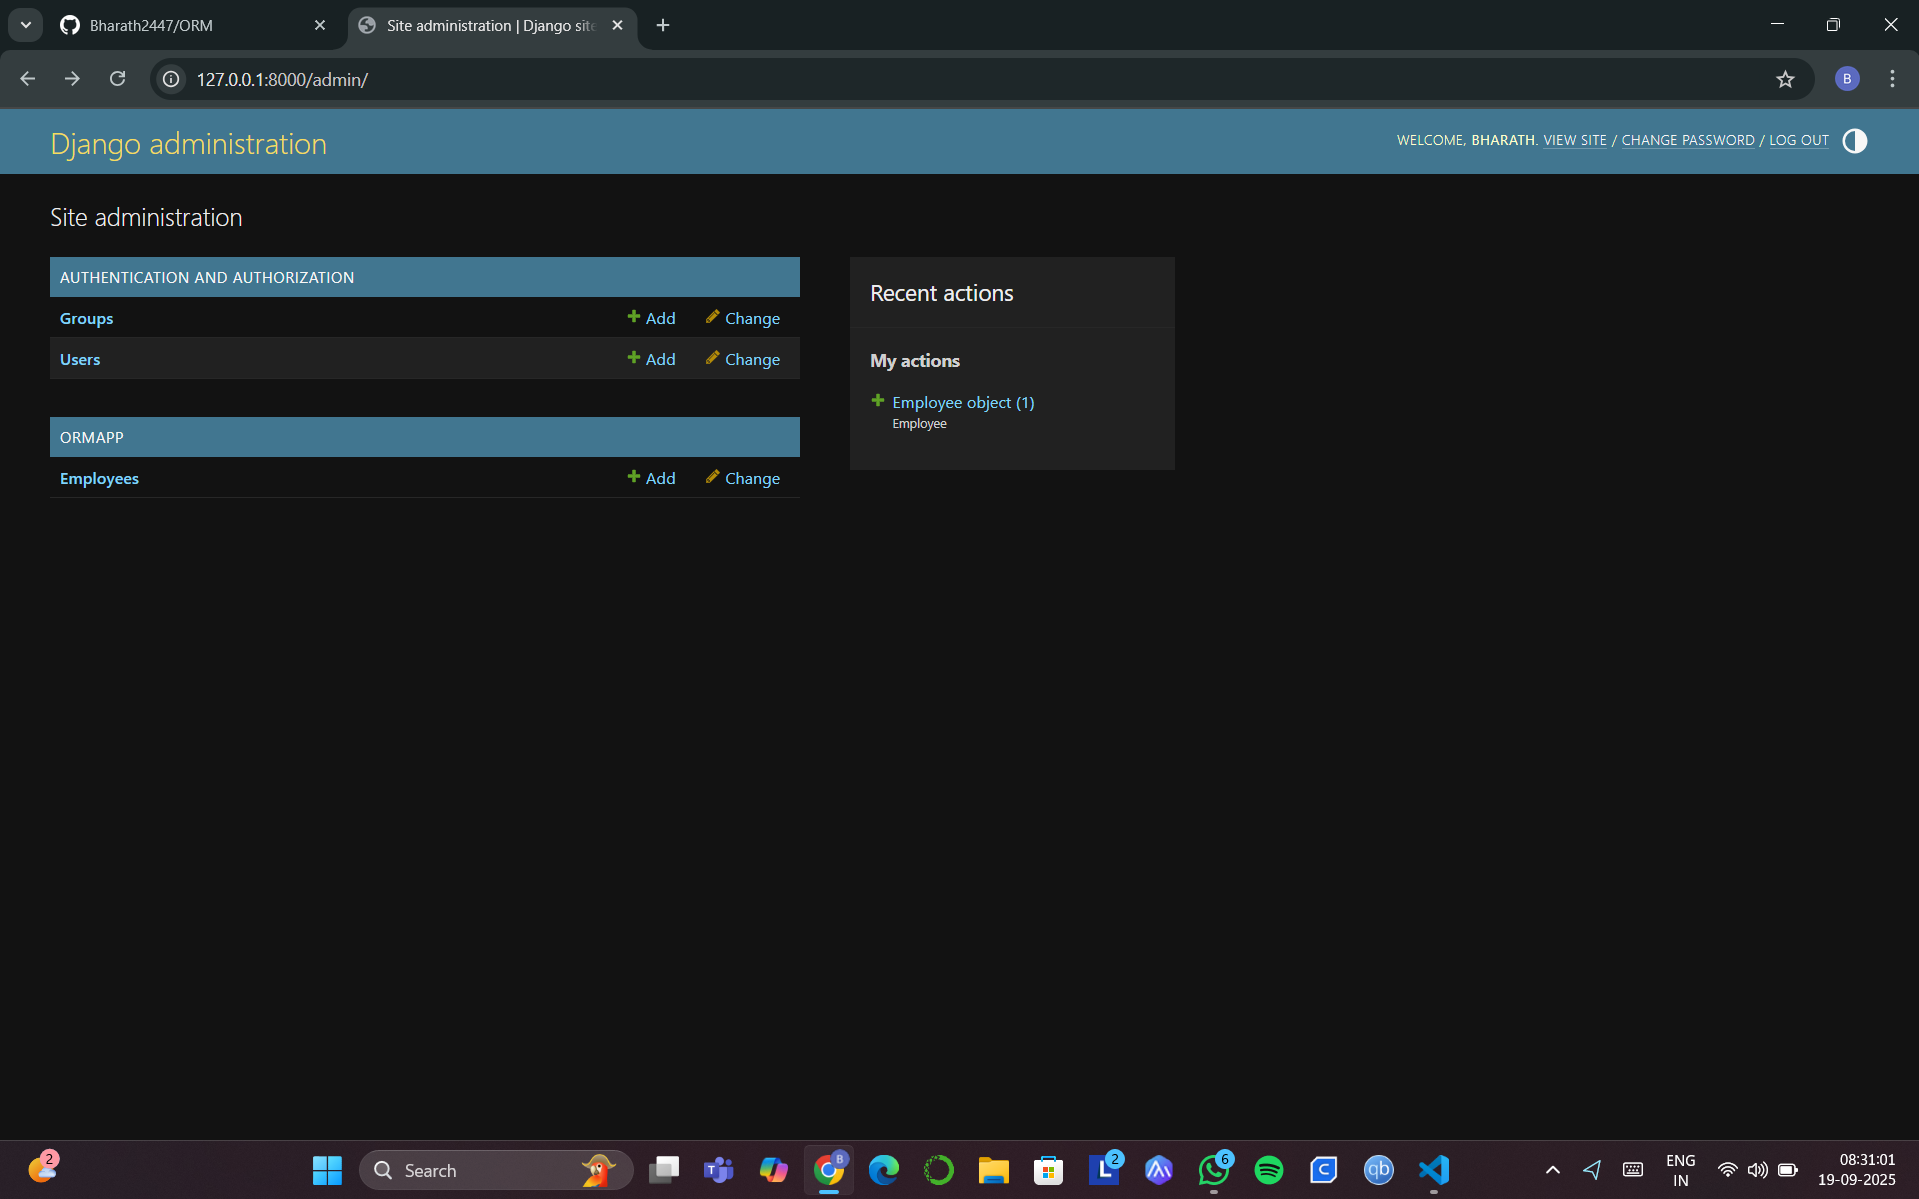 Bharath2447/ORM
Site administration | Django site
127.0.0.1:8000/admin/
B
Django administration
WELCOME, BHARATH. VIEW SITE / CHANGE PASSWORD / LOG OUT
Site administration
AUTHENTICATION AND AUTHORIZATION
Groups Add Change
Users Add Change
ORMAPP
Employees Add Change
Recent actions
My actions
Employee object (1)
Employee
2
Search
T
B
L
2
6
C
qb
ENG
IN
08:31:01
19-09-2025